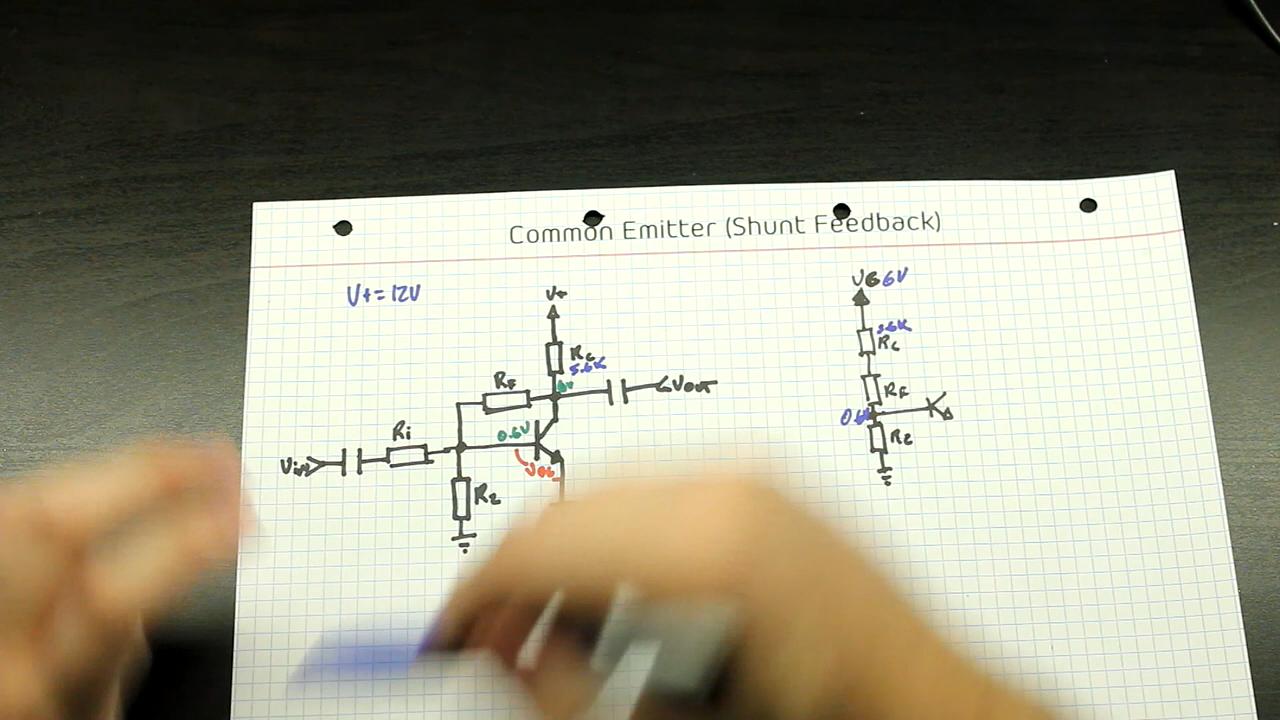 Common Emitter (Shunt Feedback)
V+ = 12V
V+
Rc
5.6K
6V
RF
VOUT
Ri
0.6V
Vin
VBE
R2
6V
5.6K
Rc
RF
0.6V
R2